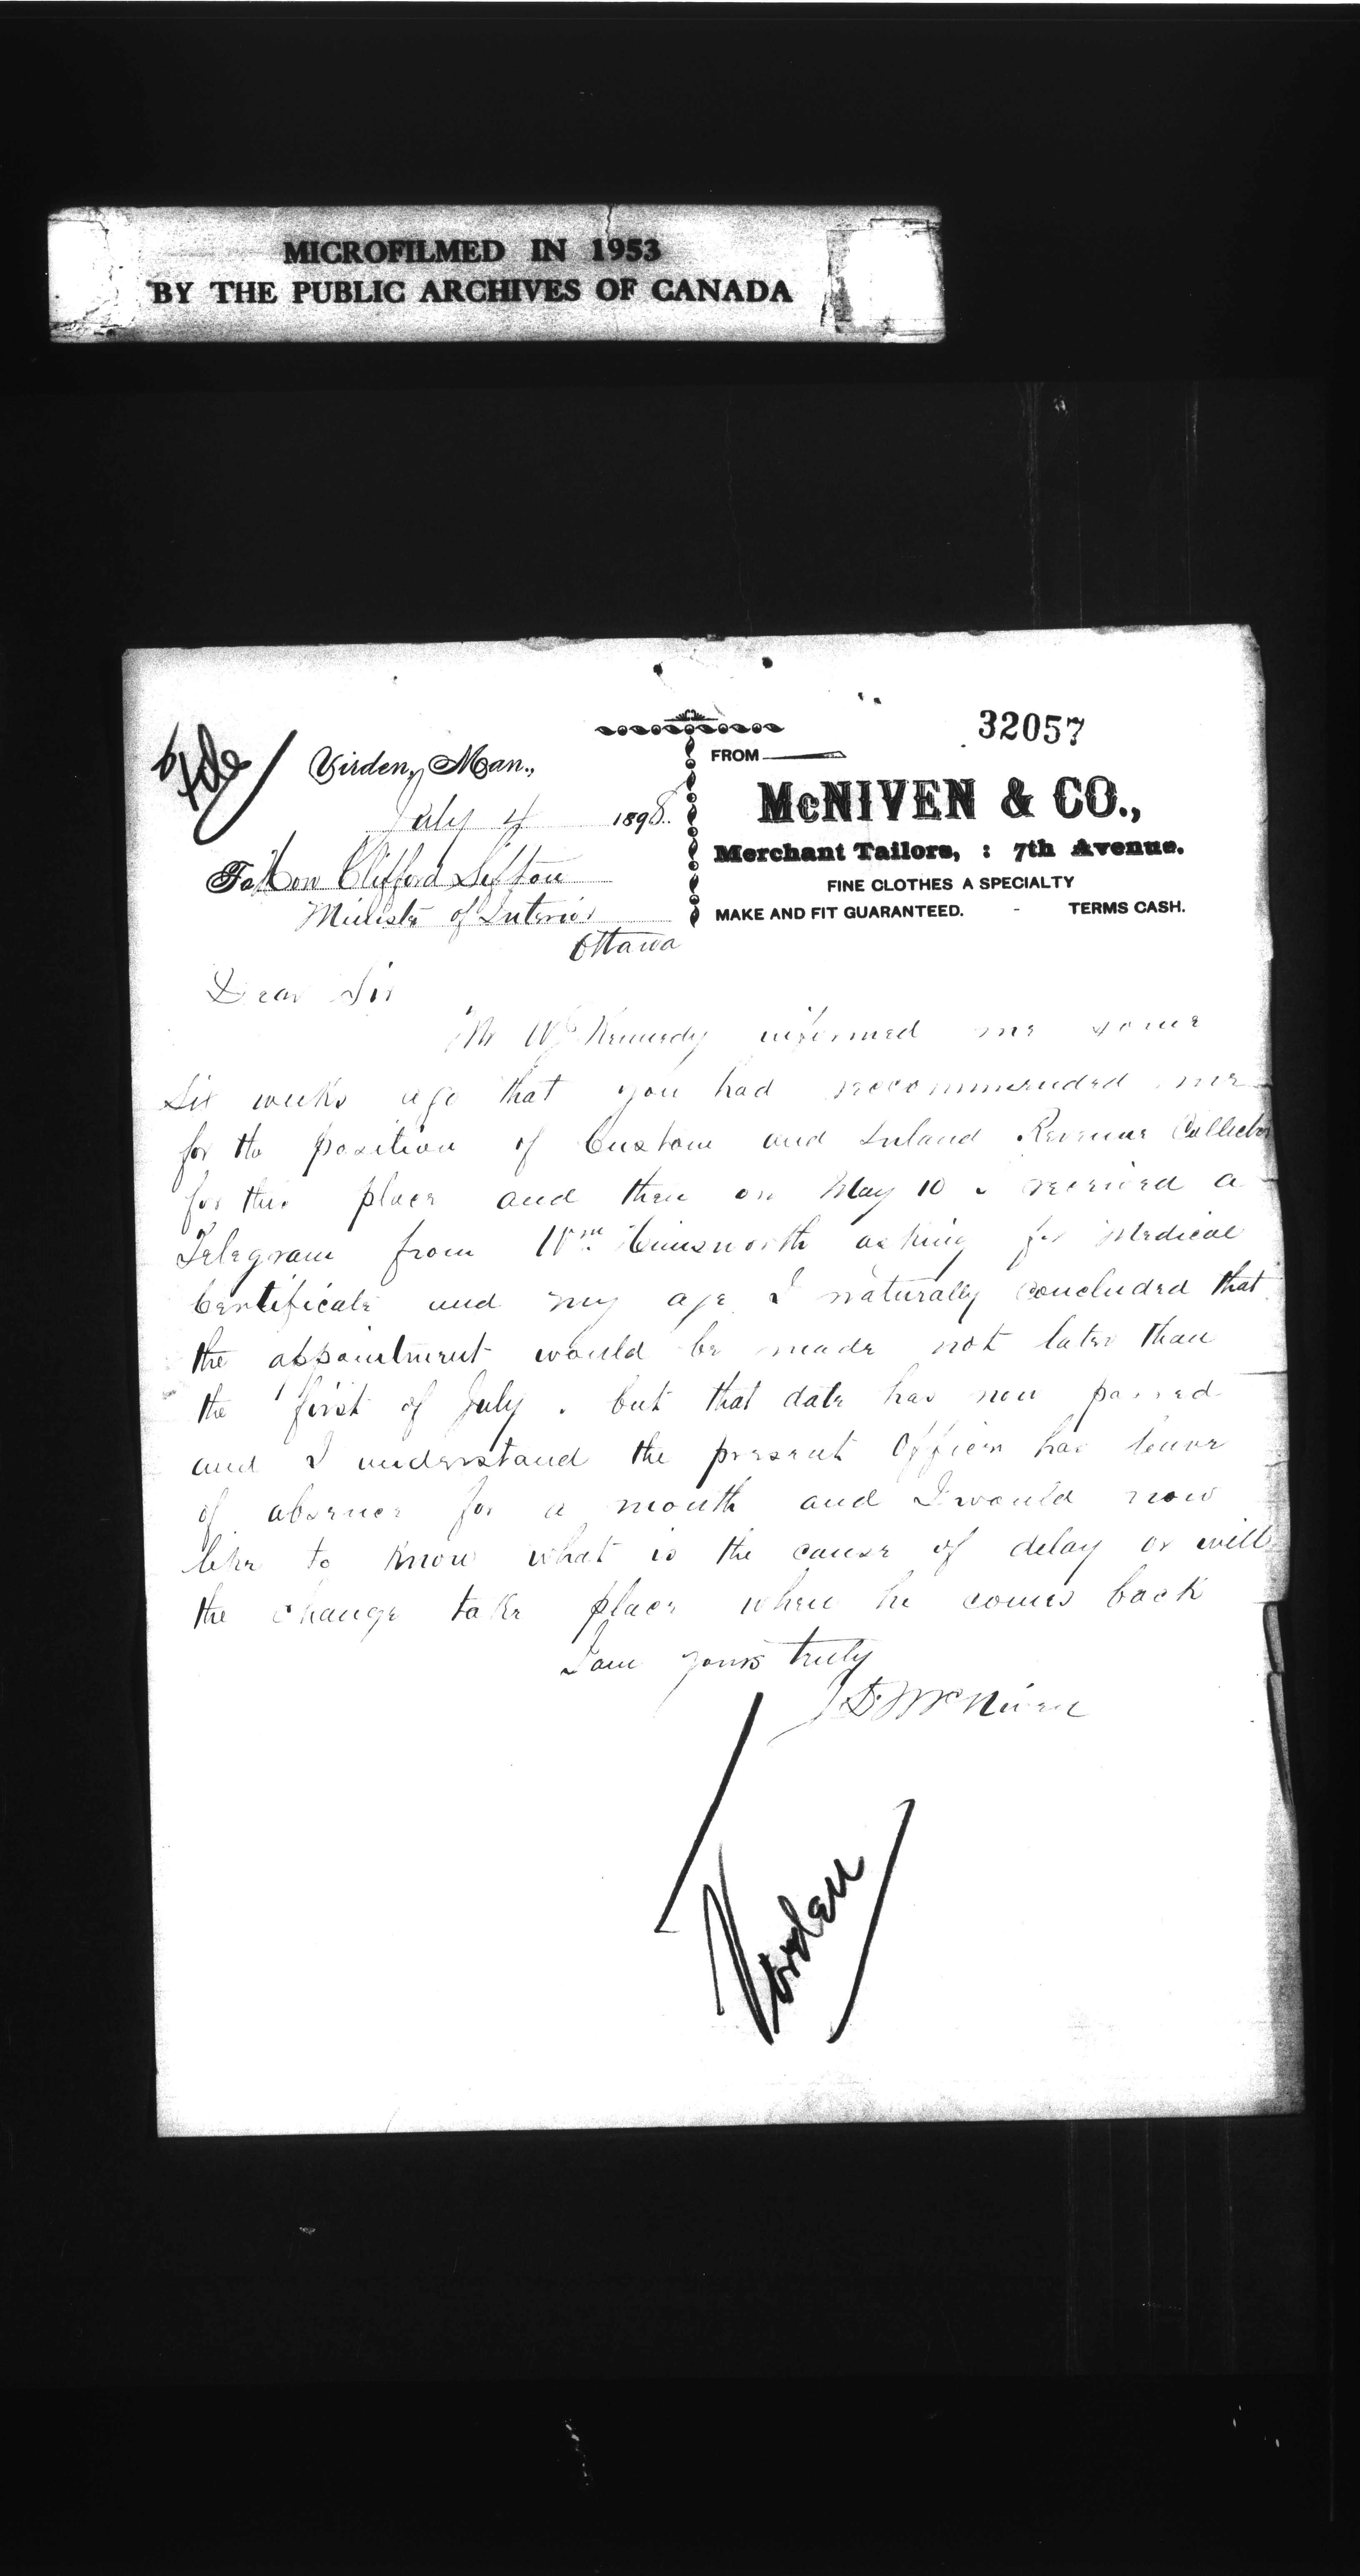 MICROFILMED IN 1953
BY THE PUBLIC ARCHIVES OF CANADA
32057
Virden, Man.,
July 4 1898.
To Hon Clifford Sifton
Minister of Interior
Ottawa
FROM
McNIVEN & CO.,
Merchant Tailors, : 7th Avenue.
FINE CLOTHES A SPECIALTY
MAKE AND FIT GUARANTEED. - TERMS CASH.
Dear Sir
Mr Kennedy informed me some
six weeks ago that you had recommended me
for the position of Custom and Inland Revenue Collector
for this place and then on May 10 I received a
Telegram from Wm. asking for Medical
Certificate and my age I naturally concluded that
the appointment would be made not later than
the first of July. but that date has now passed
and I understand the present Officer has leave
of absence for a month and I would now
like to know what is the cause of delay or will
the change take place when he comes back
I am yours truly
J D McNiven
Virden